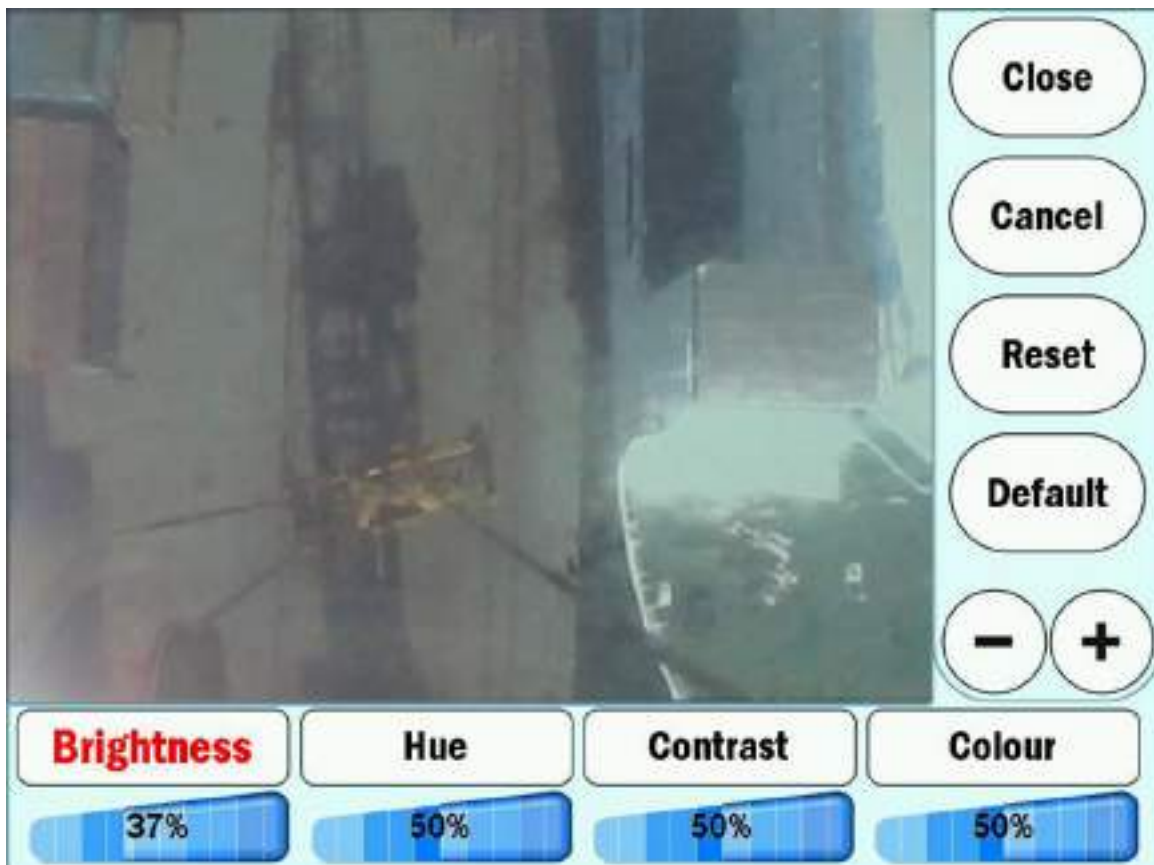 Close
Cancel
Reset
Default
− +
Brightness Hue Contrast Colour
37% 50% 50% 50%